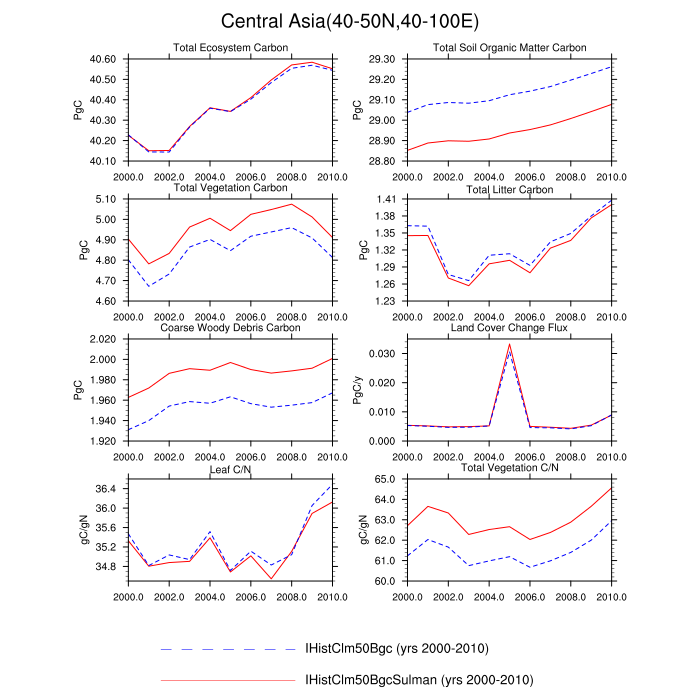 Central Asia(40-50N,40-100E)
Total Ecosystem Carbon
Total Soil Organic Matter Carbon
PgC
40.60
40.50
40.40
40.30
40.20
40.10
2000.0 2002.0 2004.0 2006.0 2008.0 2010.0
PgC
29.30
29.20
29.10
29.00
28.90
28.80
2000.0 2002.0 2004.0 2006.0 2008.0 2010.0
Total Vegetation Carbon
Total Litter Carbon
PgC
5.10
5.00
4.90
4.80
4.70
4.60
2000.0 2002.0 2004.0 2006.0 2008.0 2010.0
PgC
1.41
1.38
1.35
1.32
1.29
1.26
1.23
2000.0 2002.0 2004.0 2006.0 2008.0 2010.0
Coarse Woody Debris Carbon
Land Cover Change Flux
PgC
2.020
2.000
1.980
1.960
1.940
1.920
2000.0 2002.0 2004.0 2006.0 2008.0 2010.0
PgC/y
0.030
0.020
0.010
0.000
2000.0 2002.0 2004.0 2006.0 2008.0 2010.0
Leaf C/N
Total Vegetation C/N
gC/gN
36.4
36.0
35.6
35.2
34.8
2000.0 2002.0 2004.0 2006.0 2008.0 2010.0
gC/gN
65.0
64.0
63.0
62.0
61.0
60.0
2000.0 2002.0 2004.0 2006.0 2008.0 2010.0
IHistClm50Bgc (yrs 2000-2010)
IHistClm50BgcSulman (yrs 2000-2010)